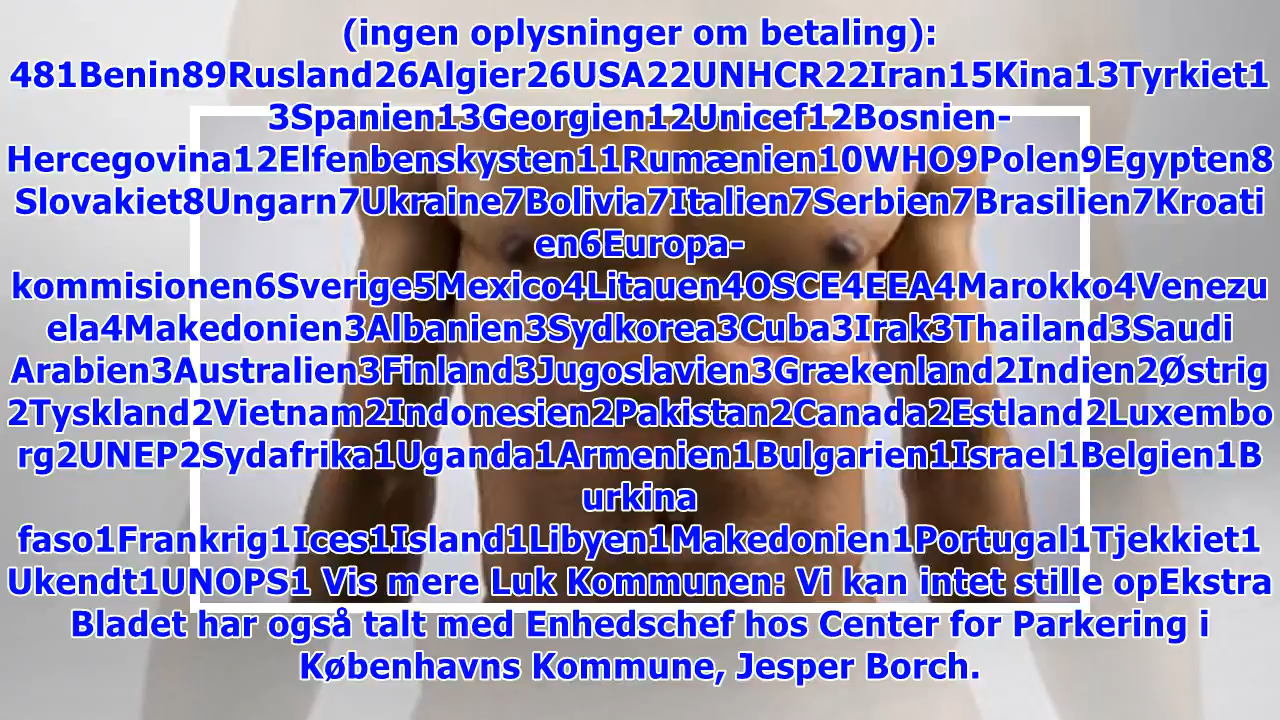 (ingen oplysninger om betaling):
481Benin89Rusland26Algier26USA22UNHCR22Iran15Kina13Tyrkiet1
3Spanien13Georgien12Unicef12Bosnien-
Hercegovina12Elfenbenskysten11Rumænien10WHO9Polen9Egypten8
Slovakiet8Ungarn7Ukraine7Bolivia7Italien7Serbien7Brasilien7Kroati
en6Europa-
kommisionen6Sverige5Mexico4Litauen4OSCE4EEA4Marokko4Venezu
ela4Makedonien3Albanien3Sydkorea3Cuba3Irak3Thailand3Saudi
Arabien3Australien3Finland3Jugoslavien3Grækenland2Indien2Østrig
2Tyskland2Vietnam2Indonesien2Pakistan2Canada2Estland2Luxembo
rg2UNEP2Sydafrika1Uganda1Armenien1Bulgarien1Israel1Belgien1B
urkina
faso1Frankrig1Ices1Island1Libyen1Makedonien1Portugal1Tjekkiet1
Ukendt1UNOPS1 Vis mere Luk Kommunen: Vi kan intet stille opEkstra
Bladet har også talt med Enhedschef hos Center for Parkering i
Københavns Kommune, Jesper Borch.